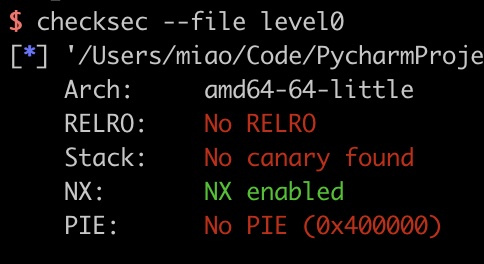 $ checksec --file level0
[*] '/Users/miao/Code/PycharmProje
Arch: amd64-64-little
RELRO: No RELRO
Stack: No canary found
NX: NX enabled
PIE: No PIE (0x400000)